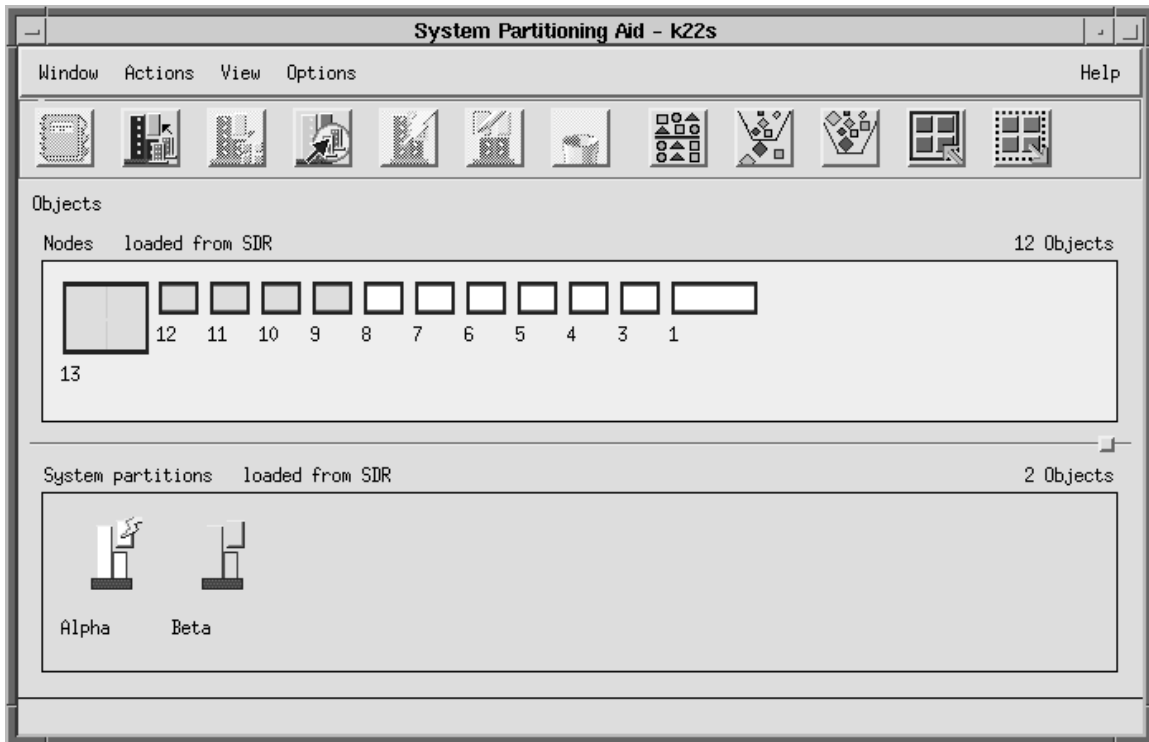 System Partitioning Aid - k22s
Window Actions View Options Help
Objects
Nodes loaded from SDR 12 Objects
12 11 10 9 8 7 6 5 4 3 1
13
System partitions loaded from SDR 2 Objects
Alpha Beta